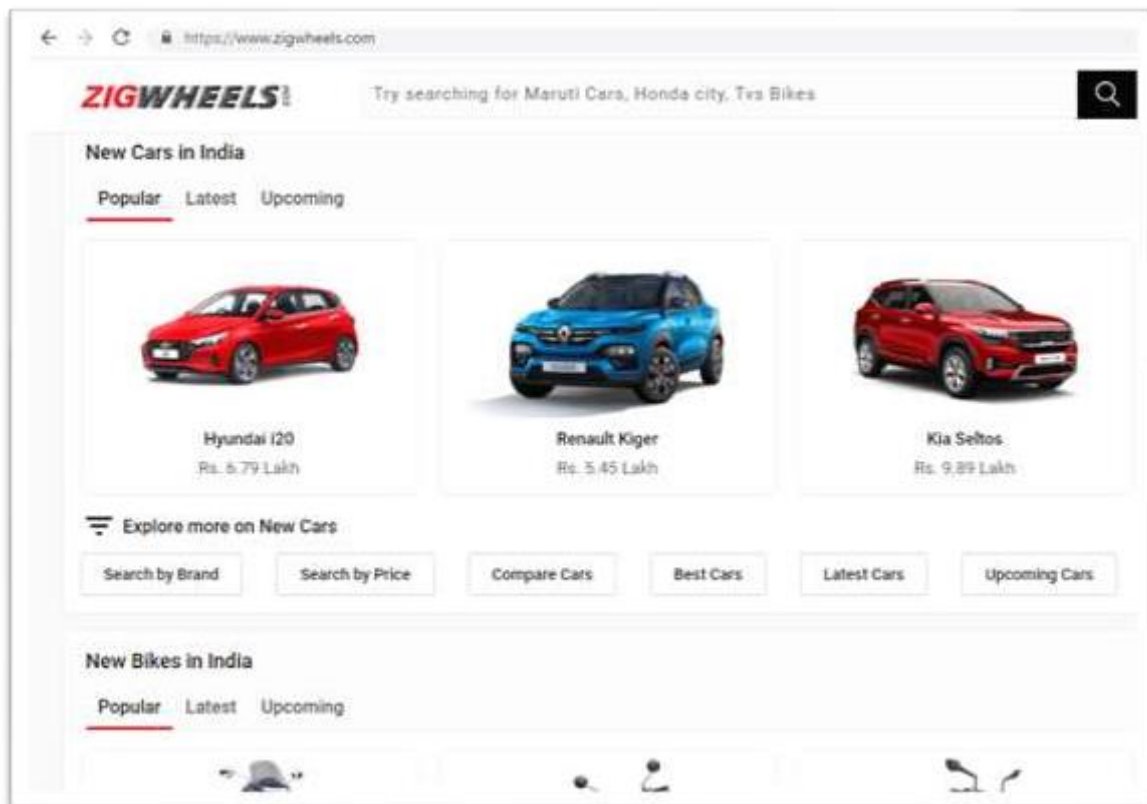 https://www.zigwheels.com
ZIGWHEELS.COM
Try searching for Maruti Cars, Honda city, Tvs Bikes
New Cars in India
Popular Latest Upcoming
Hyundai i20 Renault Kiger Kia Seltos
Rs. 6.79 Lakh Rs. 5.45 Lakh Rs. 9.89 Lakh
Explore more on New Cars
Search by Brand Search by Price Compare Cars Best Cars Latest Cars Upcoming Cars
New Bikes in India
Popular Latest Upcoming